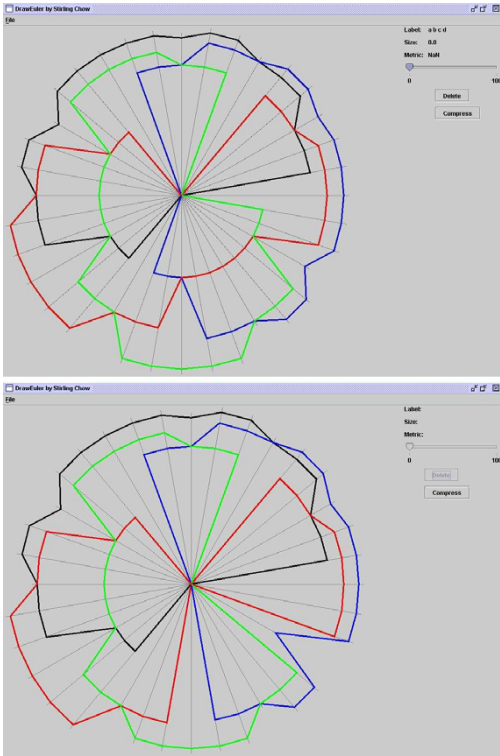 DrawEuler by Stirling Chow
File
Label: a b c d
Size: 0.0
Metric: NaN
0 100
Delete
Compress
DrawEuler by Stirling Chow
File
Label:
Size:
Metric:
0 100
Delete
Compress